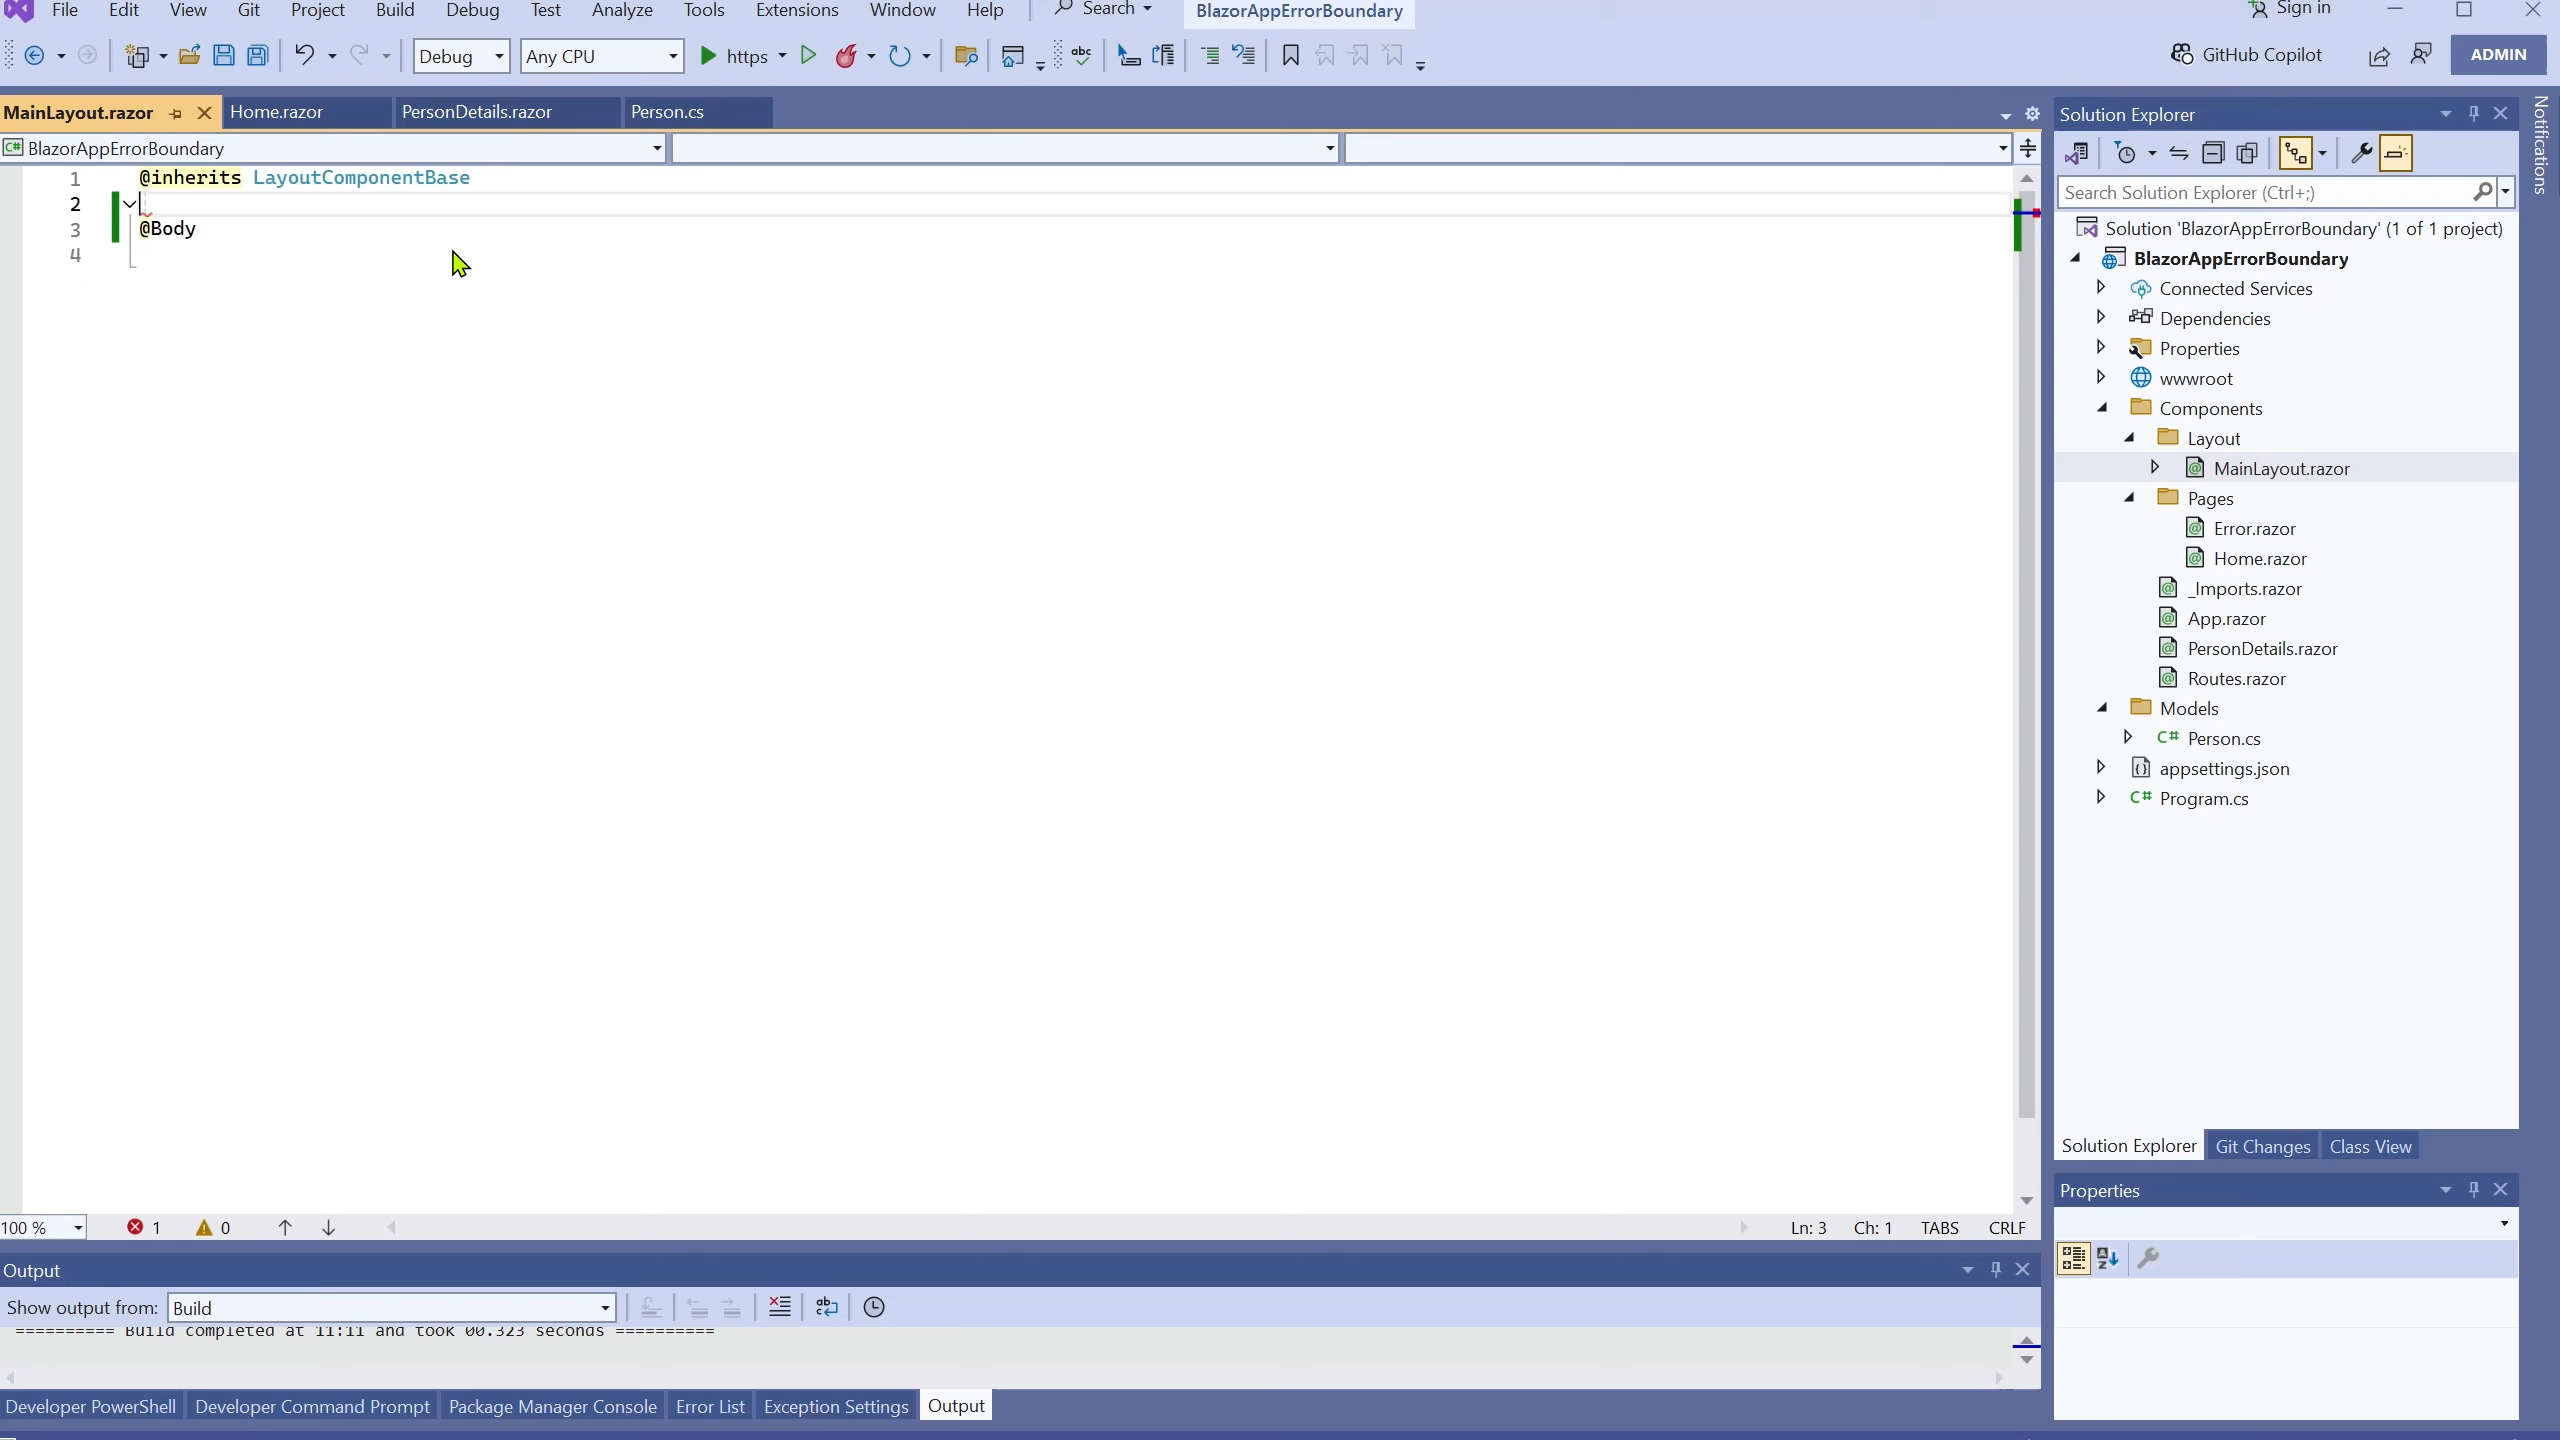 File Edit View Git Project Build Debug Test Analyze Tools Extensions Window Help Search BlazorAppErrorBoundary Sign in
Debug Any CPU https abc GitHub Copilot ADMIN
MainLayout.razor Home.razor PersonDetails.razor Person.cs
BlazorAppErrorBoundary
1 @inherits LayoutComponentBase
2
3 @Body
4
100 % 1 0 Ln: 3 Ch: 1 TABS CRLF
Output
Show output from: Build
========== Build completed at 11:11 and took 00.323 seconds ==========
Developer PowerShell Developer Command Prompt Package Manager Console Error List Exception Settings Output
Solution Explorer
Search Solution Explorer (Ctrl+;)
Solution 'BlazorAppErrorBoundary' (1 of 1 project)
BlazorAppErrorBoundary
Connected Services
Dependencies
Properties
wwwroot
Components
Layout
MainLayout.razor
Pages
Error.razor
Home.razor
_Imports.razor
App.razor
PersonDetails.razor
Routes.razor
Models
C# Person.cs
appsettings.json
C# Program.cs
Solution Explorer Git Changes Class View
Properties
Notifications